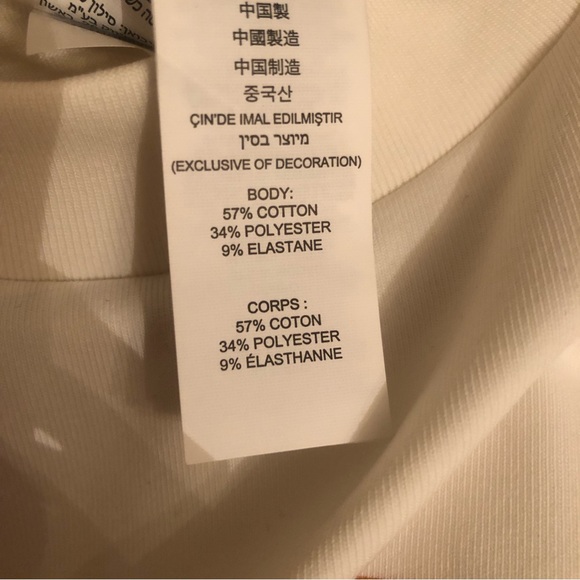 中国製
中國製造
中国制造
중국산
ÇIN'DE IMAL EDILMIŞTIR
מיוצר בסין
(EXCLUSIVE OF DECORATION)
BODY:
57% COTTON
34% POLYESTER
9% ELASTANE
CORPS :
57% COTON
34% POLYESTER
9% ÉLASTHANNE